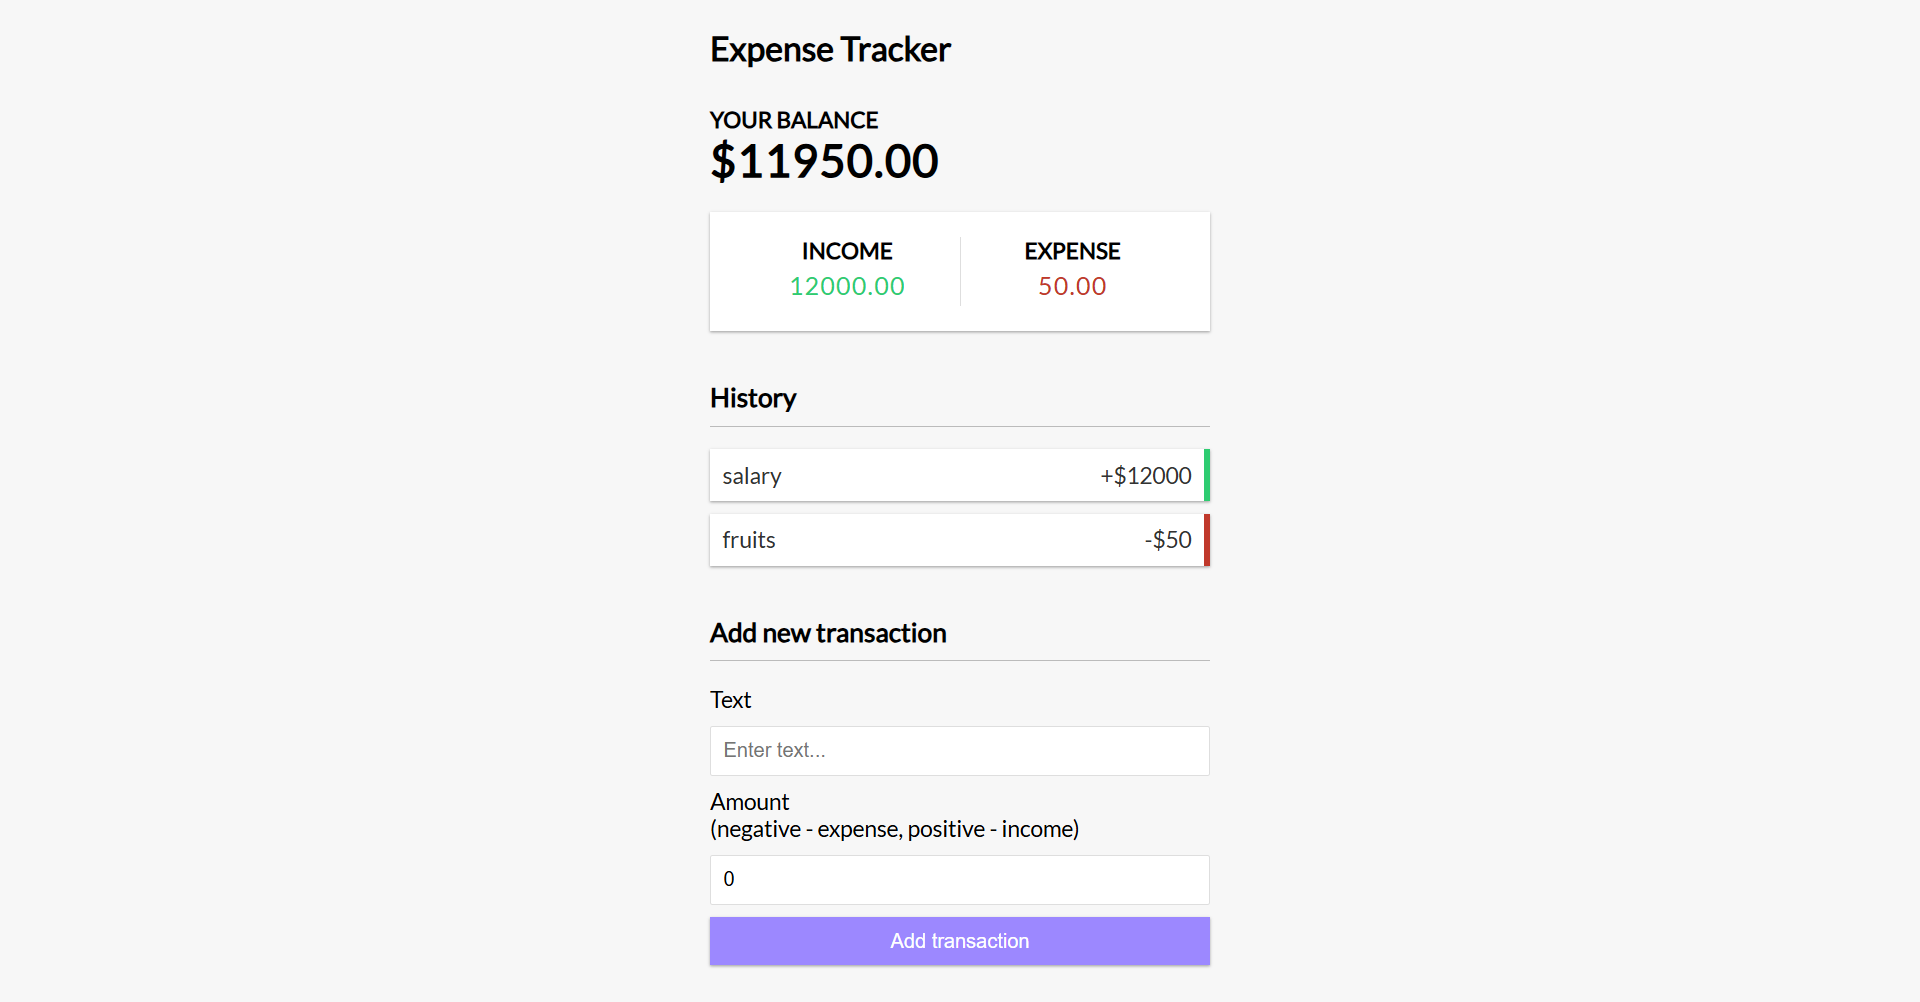 Expense Tracker
YOUR BALANCE
$11950.00
INCOME
12000.00
EXPENSE
50.00
History
salary +$12000
fruits -$50
Add new transaction
Text
Enter text...
Amount
(negative - expense, positive - income)
0
Add transaction